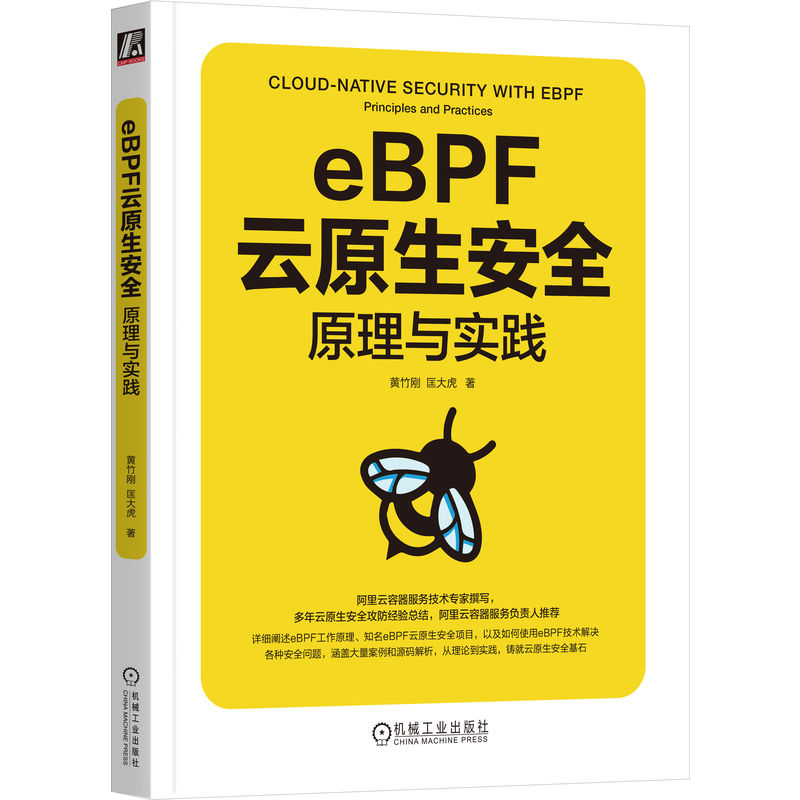 CMP BOOKS
eBPF云原生安全
原理与实践
黄竹刚 匡大虎 著
机械工业出版社
CHINA MACHINE PRESS
CLOUD-NATIVE SECURITY WITH EBPF
Principles and Practices
eBPF
云原生安全
原理与实践
黄竹刚 匡大虎 著
阿里云容器服务技术专家撰写，
多年云原生安全攻防经验总结，阿里云容器服务负责人推荐
详细阐述eBPF工作原理、知名eBPF云原生安全项目，以及如何使用eBPF技术解决
各种安全问题，涵盖大量案例和源码解析，从理论到实践，铸就云原生安全基石
机械工业出版社
CHINA MACHINE PRESS